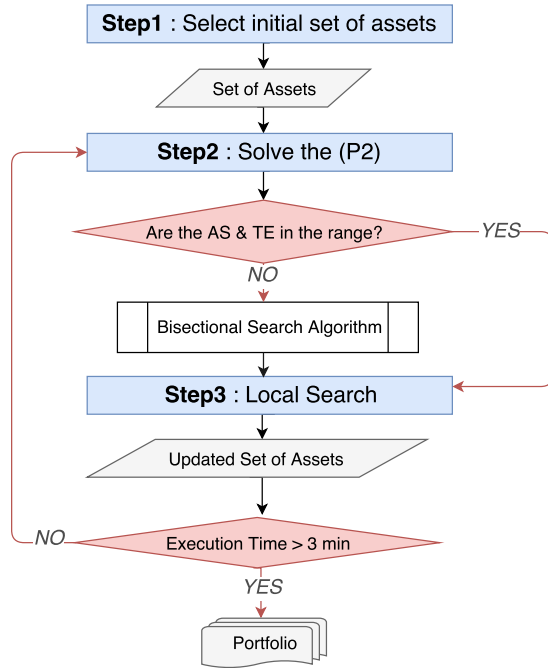 Step1 : Select initial set of assets
Set of Assets
Step2 : Solve the (P2)
Are the AS & TE in the range?
YES
NO
Bisectional Search Algorithm
Step3 : Local Search
Updated Set of Assets
NO
Execution Time > 3 min
YES
Portfolio